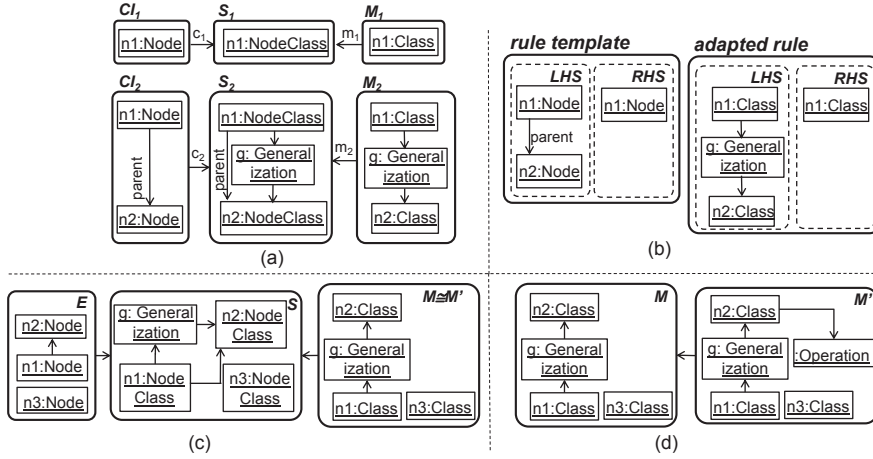 CI1
S1
M1
n1:Node
c1
n1:NodeClass
m1
n1:Class
CI2
S2
M2
n1:Node
parent
n2:Node
c2
n1:NodeClass
parent
g: General
ization
n2:NodeClass
m2
n1:Class
g: General
ization
n2:Class
(a)
rule template
LHS
n1:Node
parent
n2:Node
RHS
n1:Node
adapted rule
LHS
n1:Class
g: General
ization
n2:Class
RHS
n1:Class
(b)
E
n2:Node
n1:Node
n3:Node
S
g: General
ization
n2:Node
Class
n1:Node
Class
n3:Node
Class
M≅M'
n2:Class
g: General
ization
n1:Class
n3:Class
(c)
M
n2:Class
g: General
ization
n1:Class
n3:Class
M'
n2:Class
g: General
ization
:Operation
n1:Class
n3:Class
(d)